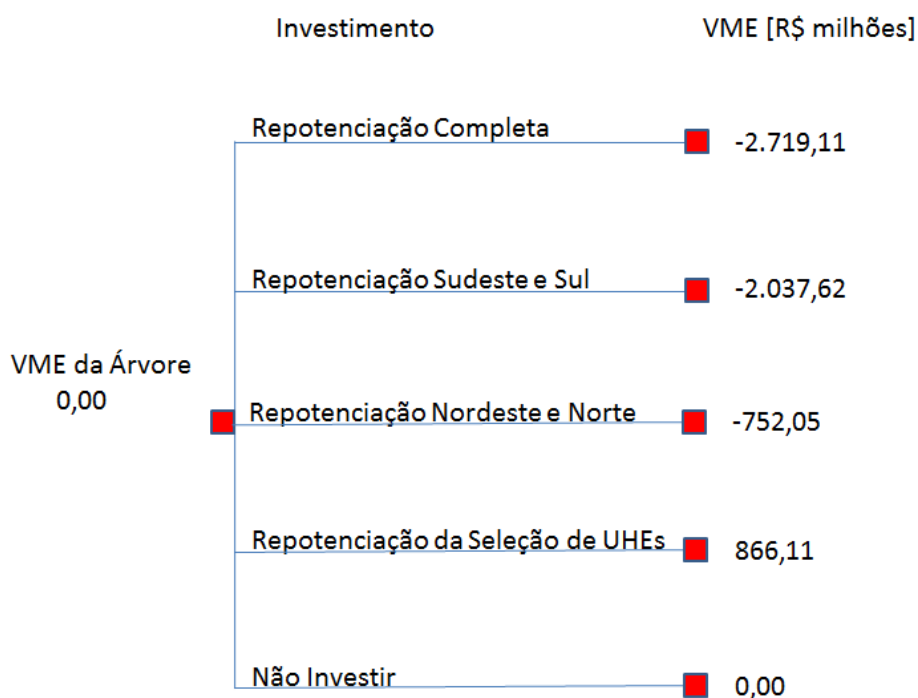 Investimento VME [R$ milhões]
Repotenciação Completa
-2.719,11
Repotenciação Sudeste e Sul
-2.037,62
VME da Árvore
0,00
Repotenciação Nordeste e Norte
-752,05
Repotenciação da Seleção de UHEs
866,11
Não Investir
0,00